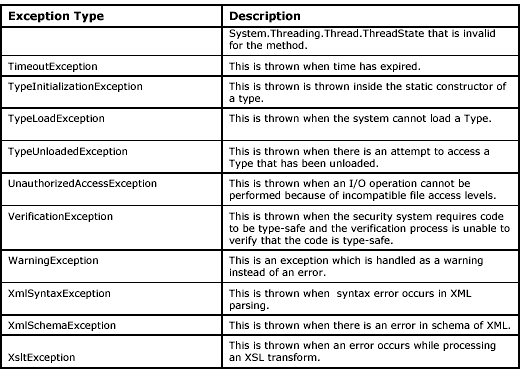 Exception Type Description
System.Threading.Thread.ThreadState that is invalid
for the method.
TimeoutException This is thrown when time has expired.
TypeInitializationException This is thrown is thrown inside the static constructor of
a type.
TypeLoadException This is thrown when the system cannot load a Type.
TypeUnloadedException This is thrown when there is an attempt to access a
Type that has been unloaded.
UnauthorizedAccessException This is thrown when an I/O operation cannot be
performed because of incompatible file access levels.
VerificationException This is thrown when the security system requires code
to be type-safe and the verification process is unable to
verify that the code is type-safe.
WarningException This is an exception which is handled as a warning
instead of an error.
XmlSyntaxException This is thrown when syntax error occurs in XML
parsing.
XmlSchemaException This is thrown when there is an error in schema of XML.
This is thrown when an error occurs while processing
XsltException an XSL transform.